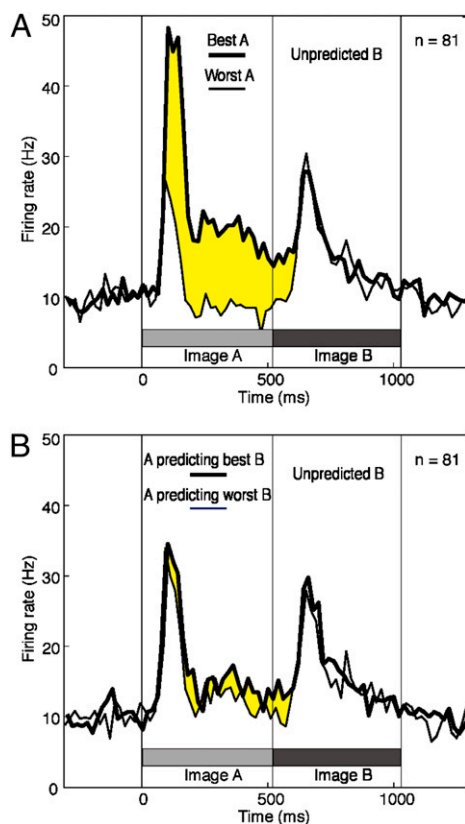 A
Best A
Worst A
Unpredicted B
n = 81
50
40
30
20
10
0
Firing rate (Hz)
Image A
Image B
0
500
1000
Time (ms)
B
A predicting best B
A predicting worst B
Unpredicted B
n = 81
50
40
30
20
10
0
Firing rate (Hz)
Image A
Image B
0
500
1000
Time (ms)